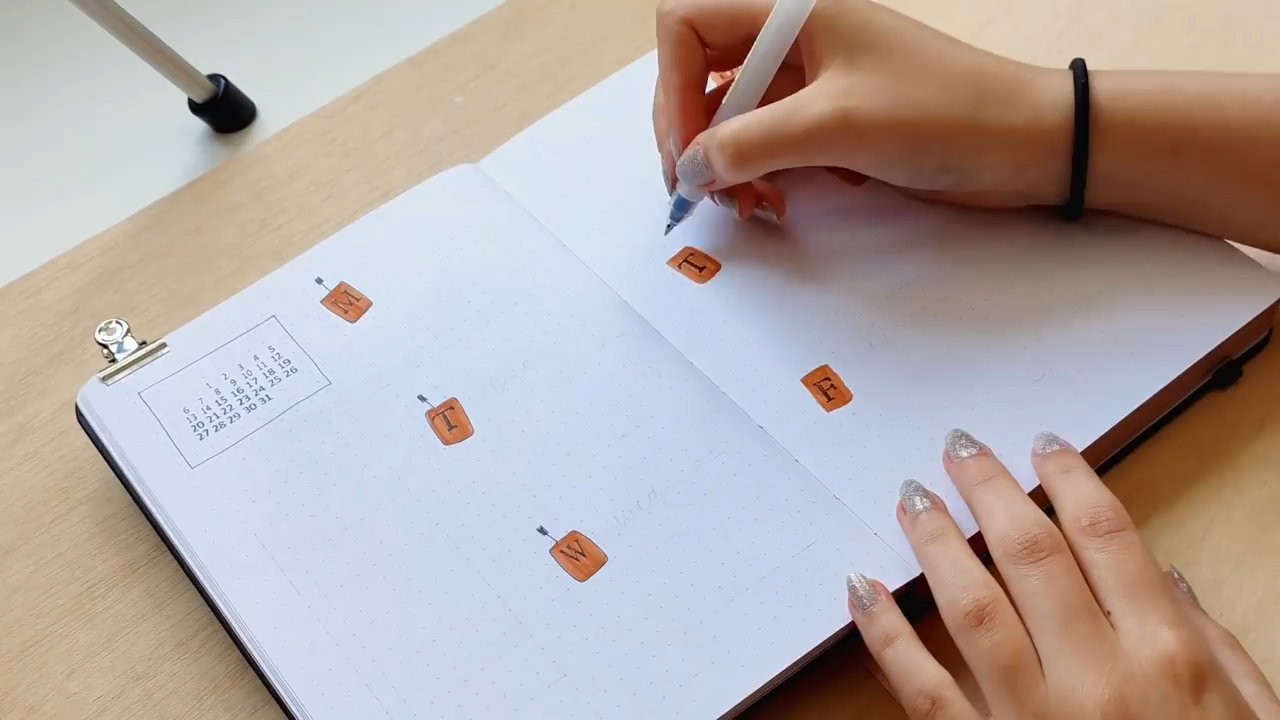 M
1 2 3 4 5
6 7 8 9 10 11 12
13 14 15 16 17 18 19
20 21 22 23 24 25 26
27 28 29 30 31
T
W
T
F